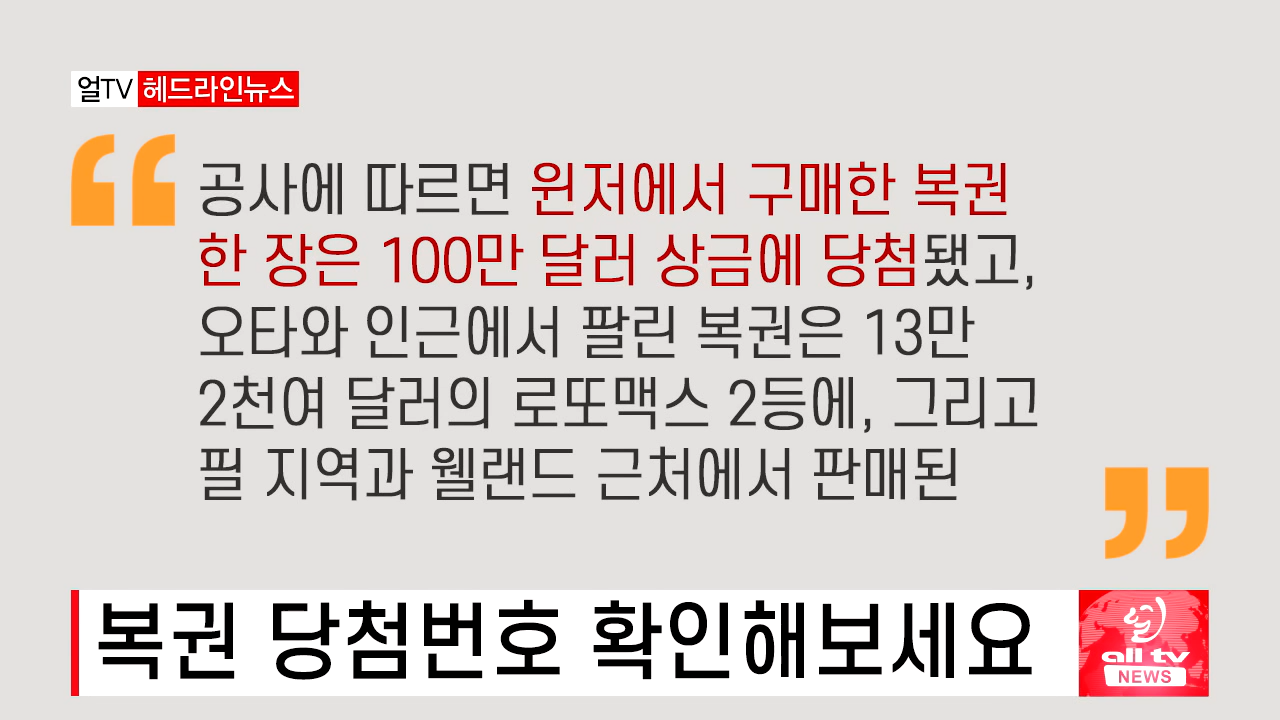 얼TV 헤드라인뉴스
“
공사에 따르면 윈저에서 구매한 복권
한 장은 100만 달러 상금에 당첨됐고,
오타와 인근에서 팔린 복권은 13만
2천여 달러의 로또맥스 2등에, 그리고
필 지역과 웰랜드 근처에서 판매된
”
복권 당첨번호 확인해보세요
얼
all tv
NEWS